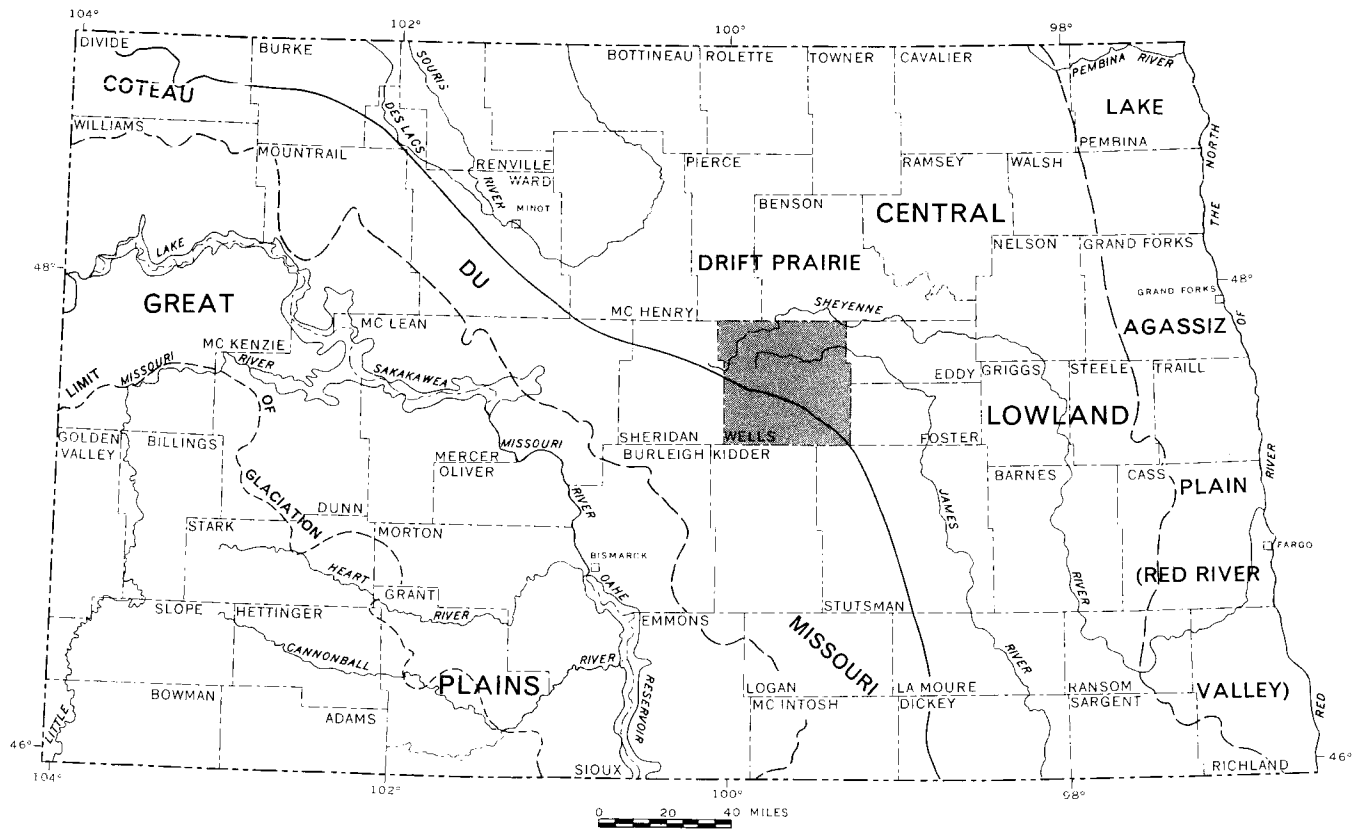 104°
102°
100°
98°
DIVIDE
BURKE
SOURIS
BOTTINEAU
ROLETTE
TOWNER
CAVALIER
PEMBINA RIVER
COTEAU
DES LACS
LAKE
WILLIAMS
MOUNTRAIL
RENVILLE
WARD
RIVER
MINOT
PIERCE
RAMSEY
WALSH
PEMBINA
NORTH
THE
OF
BENSON
CENTRAL
NELSON
GRAND FORKS
DRIFT PRAIRIE
48°
LAKE
DU
48°
GRAND FORKS
GREAT
MC LEAN
MC HENRY
SHEYENNE
AGASSIZ
MC KENZIE
RIVER
SAKAKAWEA
EDDY
GRIGGS
STEELE
TRAILL
LIMIT
MISSOURI
OF
LOWLAND
GOLDEN
VALLEY
BILLINGS
MERCER
OLIVER
MISSOURI
SHERIDAN
WELLS
BURLEIGH
KIDDER
FOSTER
RIVER
GLACIATION
DUNN
RIVER
JAMES
BARNES
CASS
PLAIN
STARK
MORTON
BISMARCK
FARGO
HEART
OAHE
(RED RIVER
GRANT
RIVER
RIVER
SLOPE
HETTINGER
EMMONS
STUTSMAN
CANNONBALL
RIVER
MISSOURI
RIVER
PLAINS
BOWMAN
ADAMS
LOGAN
MC INTOSH
LA MOURE
DICKEY
RANSOM
SARGENT
VALLEY)
RED
LITTLE
RESERVOIR
46°
46°
SIOUX
RICHLAND
104°
102°
100°
98°
0 20 40 MILES